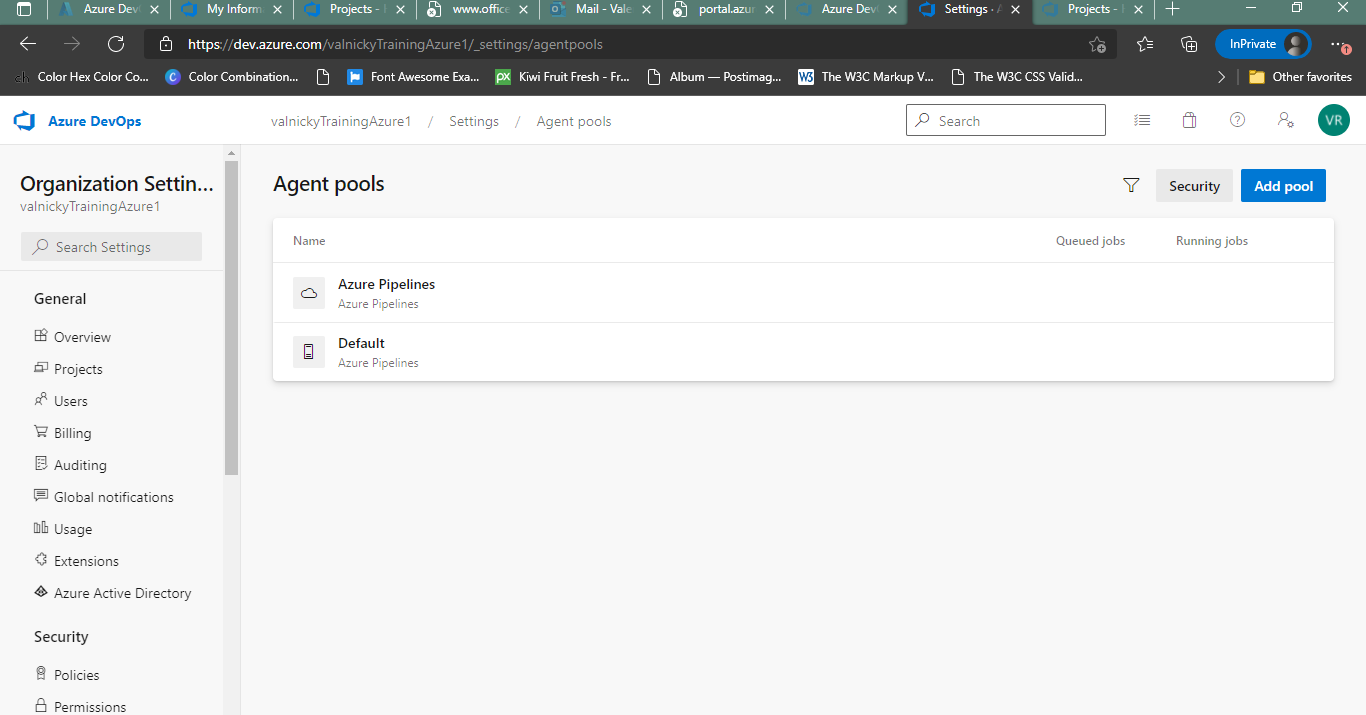 Azure Dev
My Inform
Projects -
www.office
Mail - Vale
portal.azur
Azure Dev
Settings · A
Projects -
https://dev.azure.com/valnickyTrainingAzure1/_settings/agentpools
InPrivate
Color Hex Color Co...
Color Combination...
Font Awesome Exa...
px
Kiwi Fruit Fresh - Fr...
Album — Postimag...
W3
The W3C Markup V...
The W3C CSS Valid...
Other favorites
Azure DevOps
valnickyTrainingAzure1 / Settings / Agent pools
Search
VR
Organization Settin...
valnickyTrainingAzure1
Search Settings
General
Overview
Projects
Users
Billing
Auditing
Global notifications
Usage
Extensions
Azure Active Directory
Security
Policies
Permissions
Agent pools
Security
Add pool
Name Queued jobs Running jobs
Azure Pipelines
Azure Pipelines
Default
Azure Pipelines